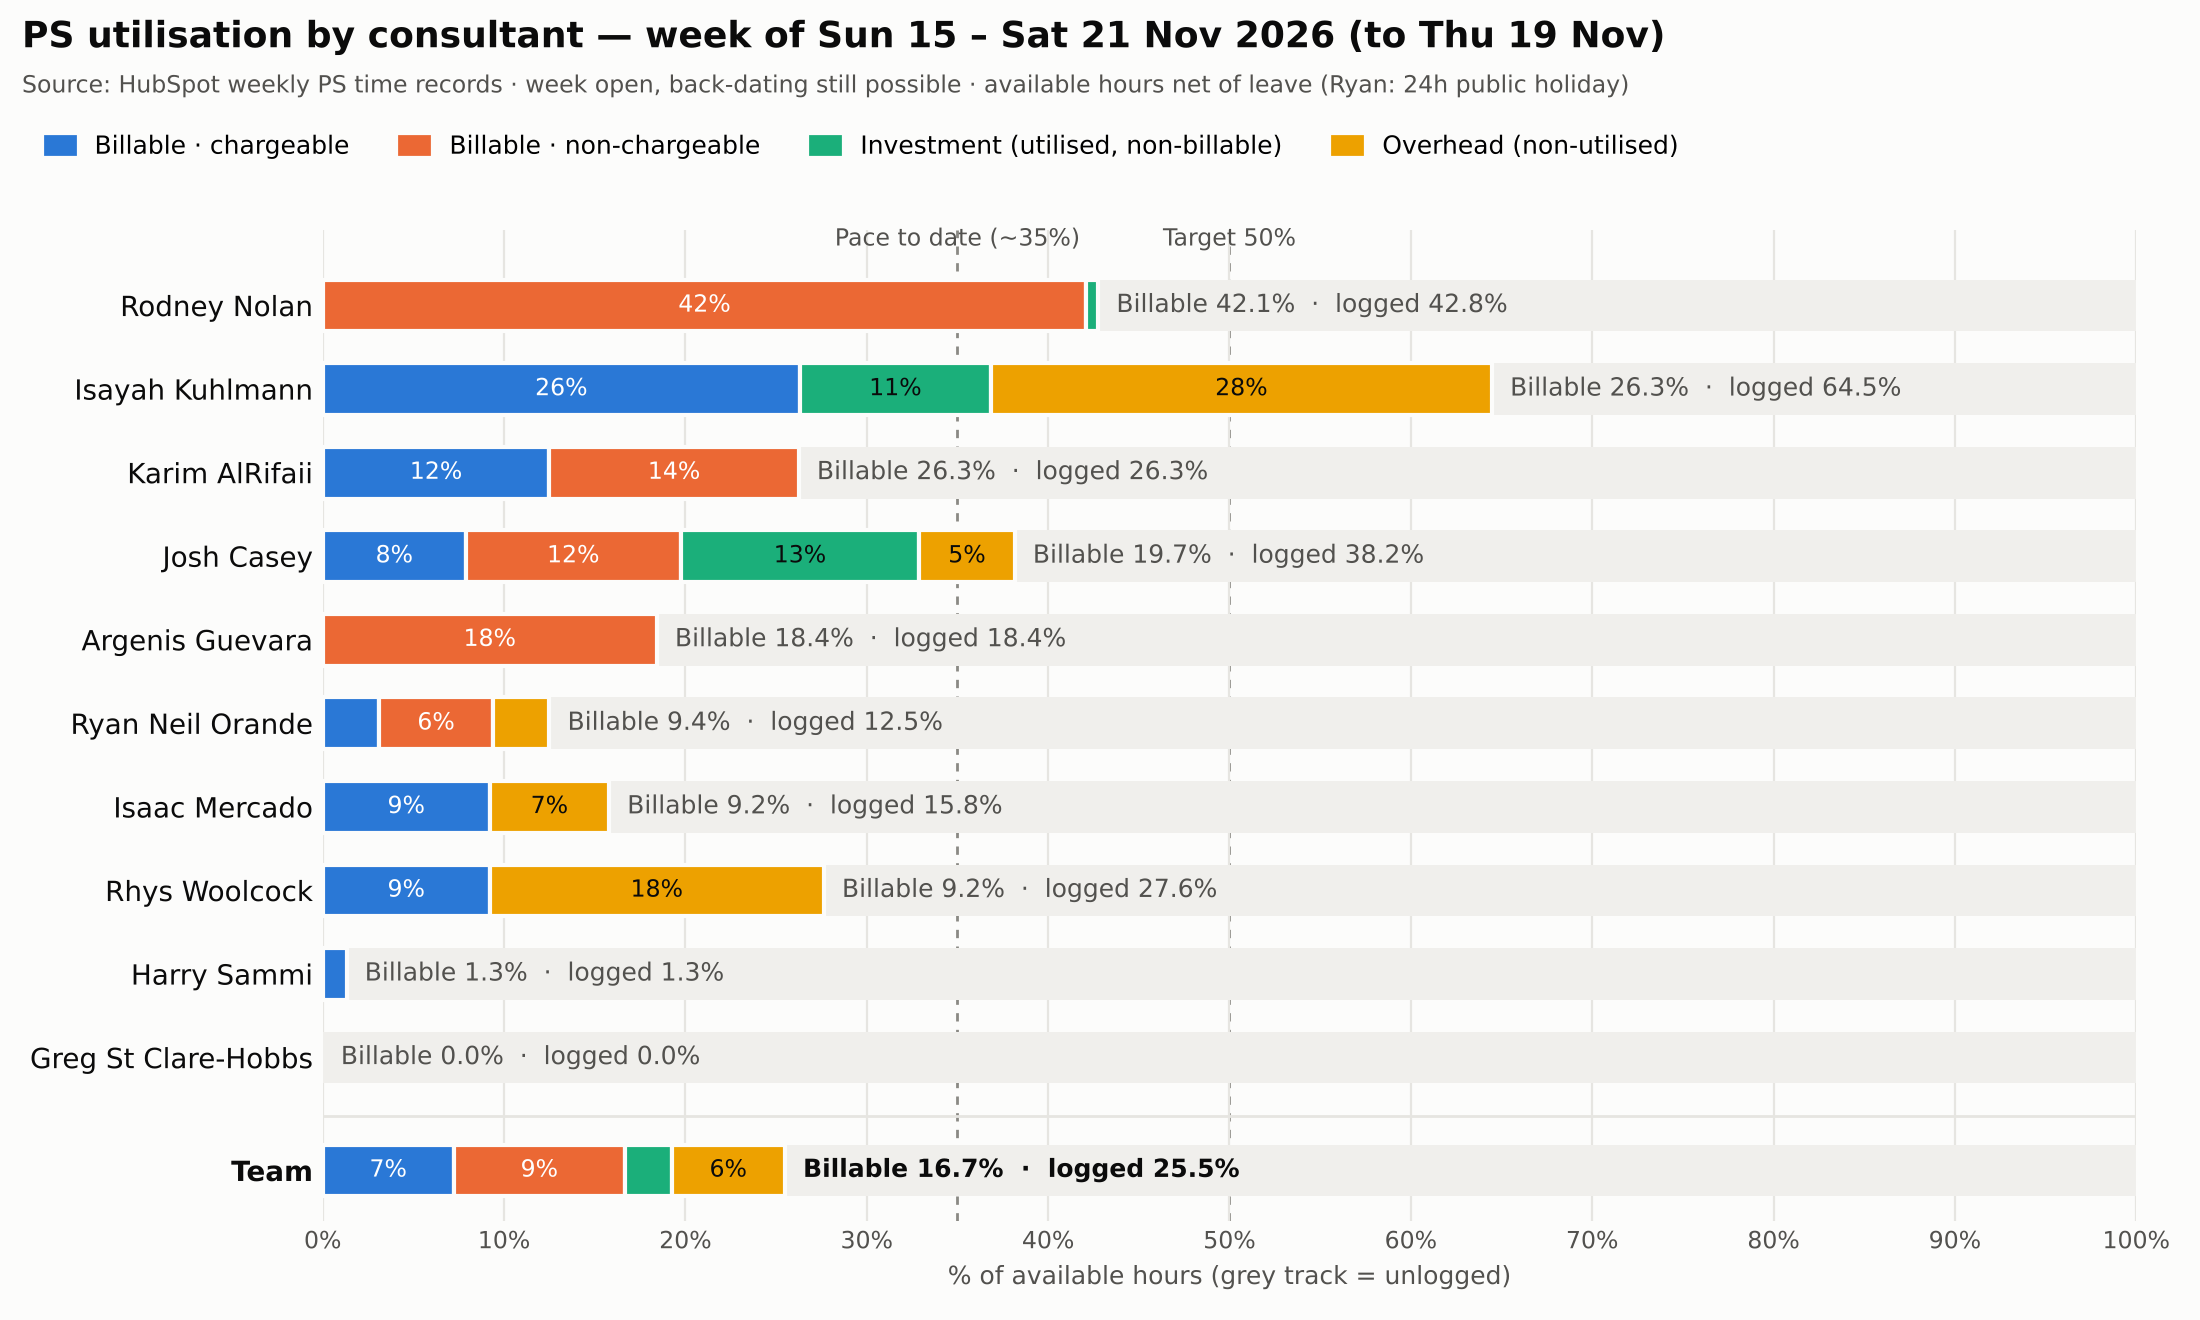 PS utilisation by consultant — week of Sun 15 – Sat 21 Nov 2026 (to Thu 19 Nov)
Source: HubSpot weekly PS time records · week open, back-dating still possible · available hours net of leave (Ryan: 24h public holiday)
Billable · chargeable Billable · non-chargeable Investment (utilised, non-billable) Overhead (non-utilised)
Pace to date (~35%) Target 50%
Rodney Nolan 42% Billable 42.1% · logged 42.8%
Isayah Kuhlmann 26% 11% 28% Billable 26.3% · logged 64.5%
Karim AlRifaii 12% 14% Billable 26.3% · logged 26.3%
Josh Casey 8% 12% 13% 5% Billable 19.7% · logged 38.2%
Argenis Guevara 18% Billable 18.4% · logged 18.4%
Ryan Neil Orande 6% Billable 9.4% · logged 12.5%
Isaac Mercado 9% 7% Billable 9.2% · logged 15.8%
Rhys Woolcock 9% 18% Billable 9.2% · logged 27.6%
Harry Sammi Billable 1.3% · logged 1.3%
Greg St Clare-Hobbs Billable 0.0% · logged 0.0%
Team 7% 9% 6% Billable 16.7% · logged 25.5%
0% 10% 20% 30% 40% 50% 60% 70% 80% 90% 100%
% of available hours (grey track = unlogged)